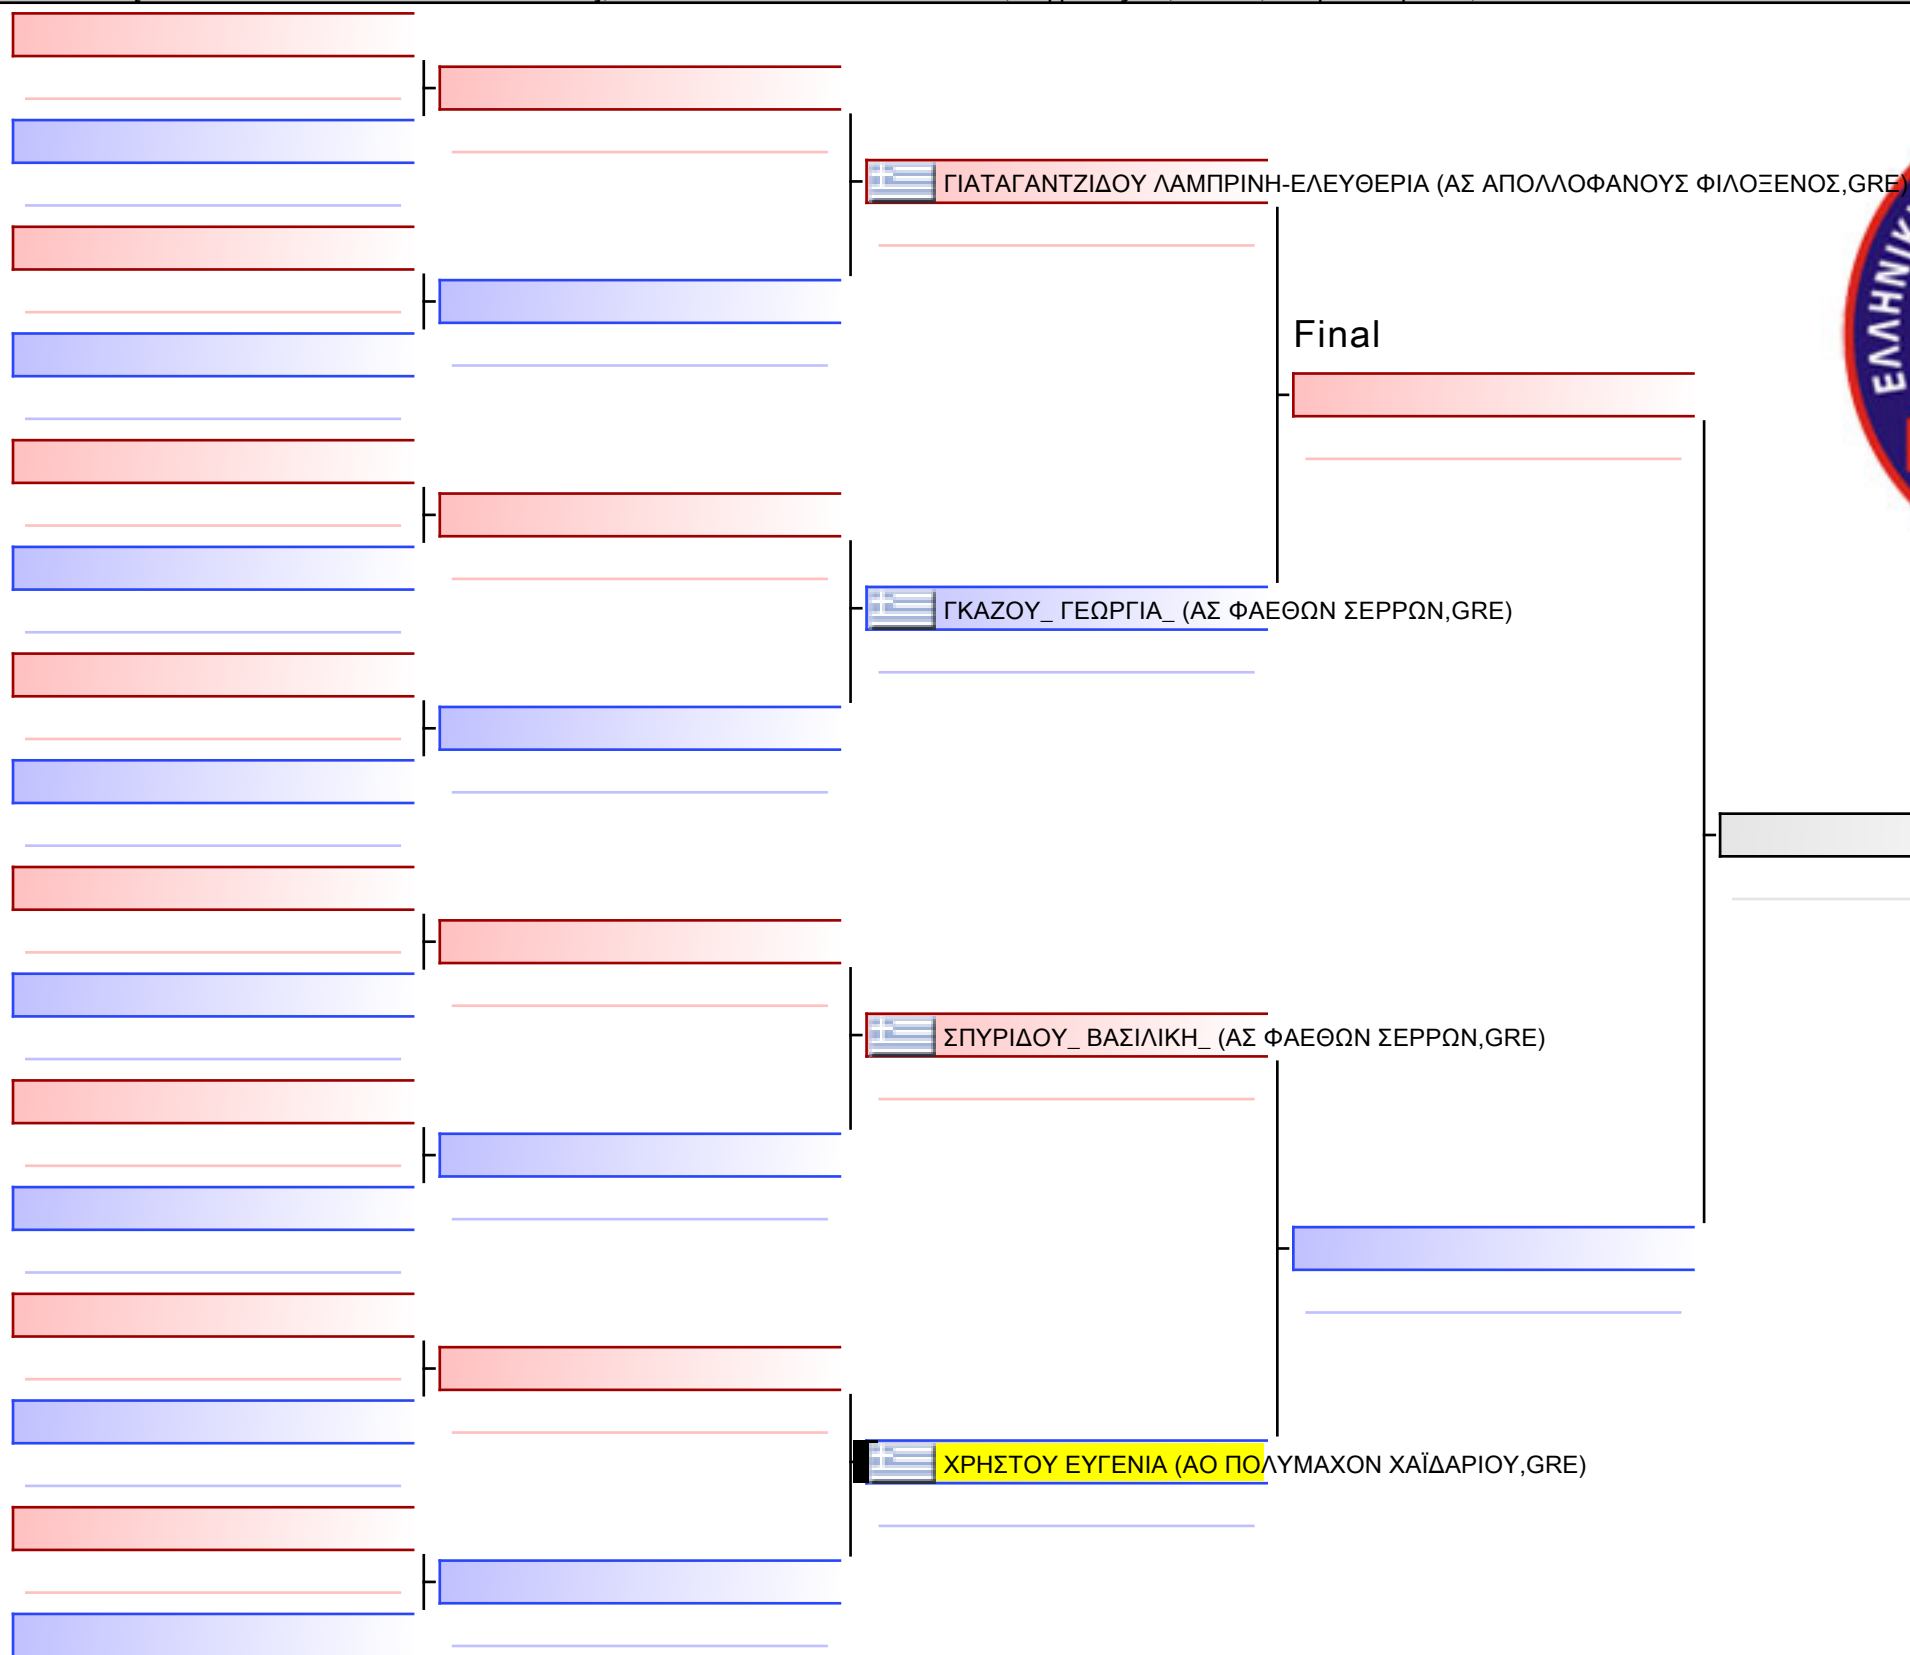 ΓΙΑΤΑΓΑΝΤΖΙΔΟΥ ΛΑΜΠΡΙΝΗ-ΕΛΕΥΘΕΡΙΑ (ΑΣ ΑΠΟΛΛΟΦΑΝΟΥΣ ΦΙΛΟΞΕΝΟΣ,GRE)
Final
ΕΛΛΗΝΙΚ
ΓΚΑΖΟΥ_ ΓΕΩΡΓΙΑ_ (ΑΣ ΦΑΕΘΩΝ ΣΕΡΡΩΝ,GRE)
ΣΠΥΡΙΔΟΥ_ ΒΑΣΙΛΙΚΗ_ (ΑΣ ΦΑΕΘΩΝ ΣΕΡΡΩΝ,GRE)
ΧΡΗΣΤΟΥ ΕΥΓΕΝΙΑ (ΑΟ ΠΟΛΥΜΑΧΟΝ ΧΑΪΔΑΡΙΟΥ,GRE)